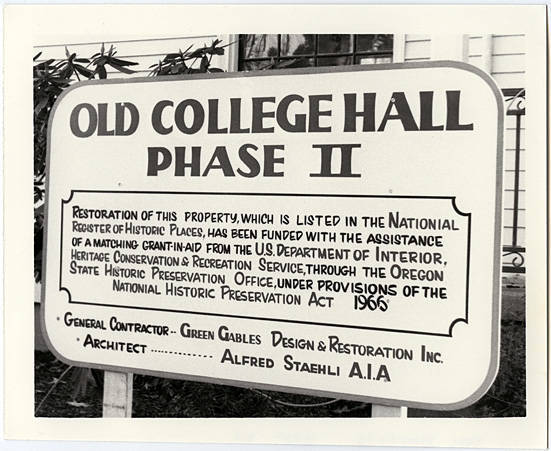 OLD COLLEGE HALL
PHASE II
RESTORATION OF THIS PROPERTY, WHICH IS LISTED IN THE NATIONIAL
REGISTER OF HISTORIC PLACES, HAS BEEN FUNDED WITH THE ASSISTANCE
OF A MATCHING GRANT-IN-AID FROM THE U.S. DEPARTMENT OF INTERIOR,
HERITAGE CONSERVATION & RECREATION SERVICE, THROUGH THE OREGON
STATE HISTORIC PRESERVATION OFFICE, UNDER PROVISIONS OF THE
NATIONIAL HISTORIC PRESERVATION ACT 1966
• GENERAL CONTRACTOR -- GREEN GABLES DESIGN & RESTORATION INC.
• ARCHITECT ............ ALFRED STAEHLI A.I.A